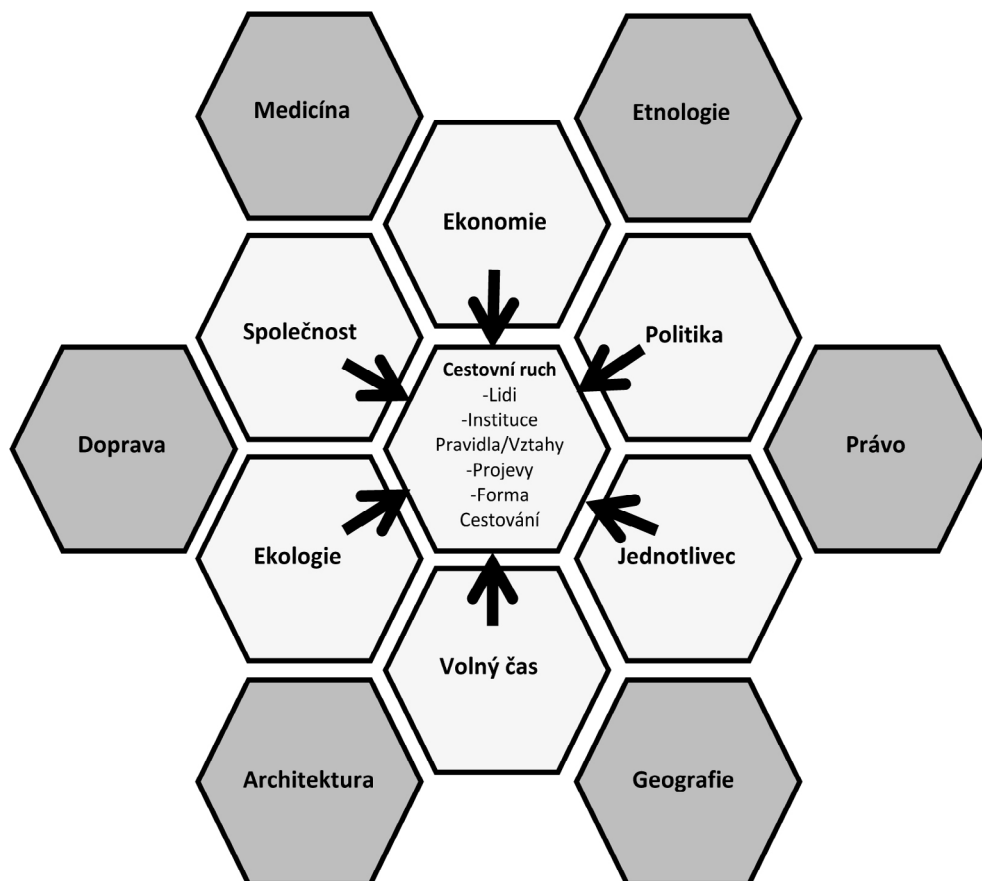 Medicína
Etnologie
Ekonomie
Společnost
Politika
Cestovní ruch
-Lidi
-Instituce
Pravidla/Vztahy
-Projevy
-Forma
Cestování
Doprava
Právo
Ekologie
Jednotlivec
Volný čas
Architektura
Geografie